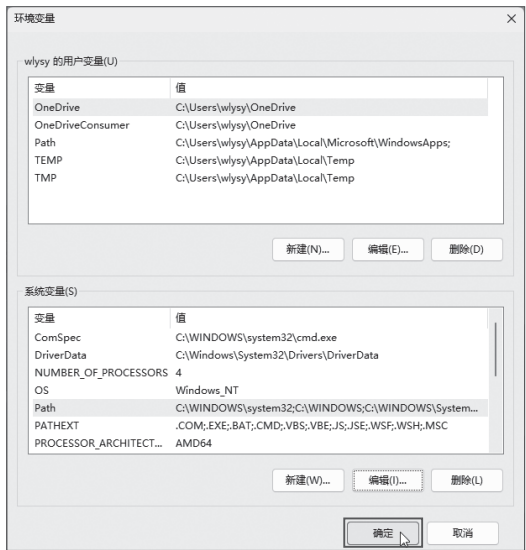 环境变量
wlysy 的用户变量(U)
变量 值
OneDrive C:\Users\wlysy\OneDrive
OneDriveConsumer C:\Users\wlysy\OneDrive
Path C:\Users\wlysy\AppData\Local\Microsoft\WindowsApps;
TEMP C:\Users\wlysy\AppData\Local\Temp
TMP C:\Users\wlysy\AppData\Local\Temp
新建(N)... 编辑(E)... 删除(D)
系统变量(S)
变量 值
ComSpec C:\WINDOWS\system32\cmd.exe
DriverData C:\Windows\System32\Drivers\DriverData
NUMBER_OF_PROCESSORS 4
OS Windows_NT
Path C:\WINDOWS\system32;C:\WINDOWS;C:\WINDOWS\System...
PATHEXT .COM;.EXE;.BAT;.CMD;.VBS;.VBE;.JS;.JSE;.WSF;.WSH;.MSC
PROCESSOR_ARCHITECT... AMD64
新建(W)... 编辑(I)... 删除(L)
确定 取消